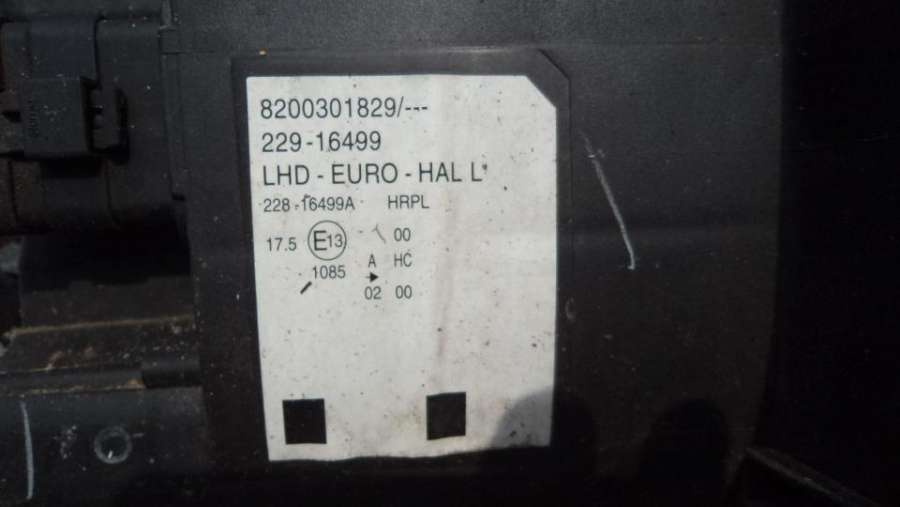 8200301829/---
229-16499
LHD - EURO - HAL L
228-16499A HRPL
17.5 E13 00
1085 A HC
02 00